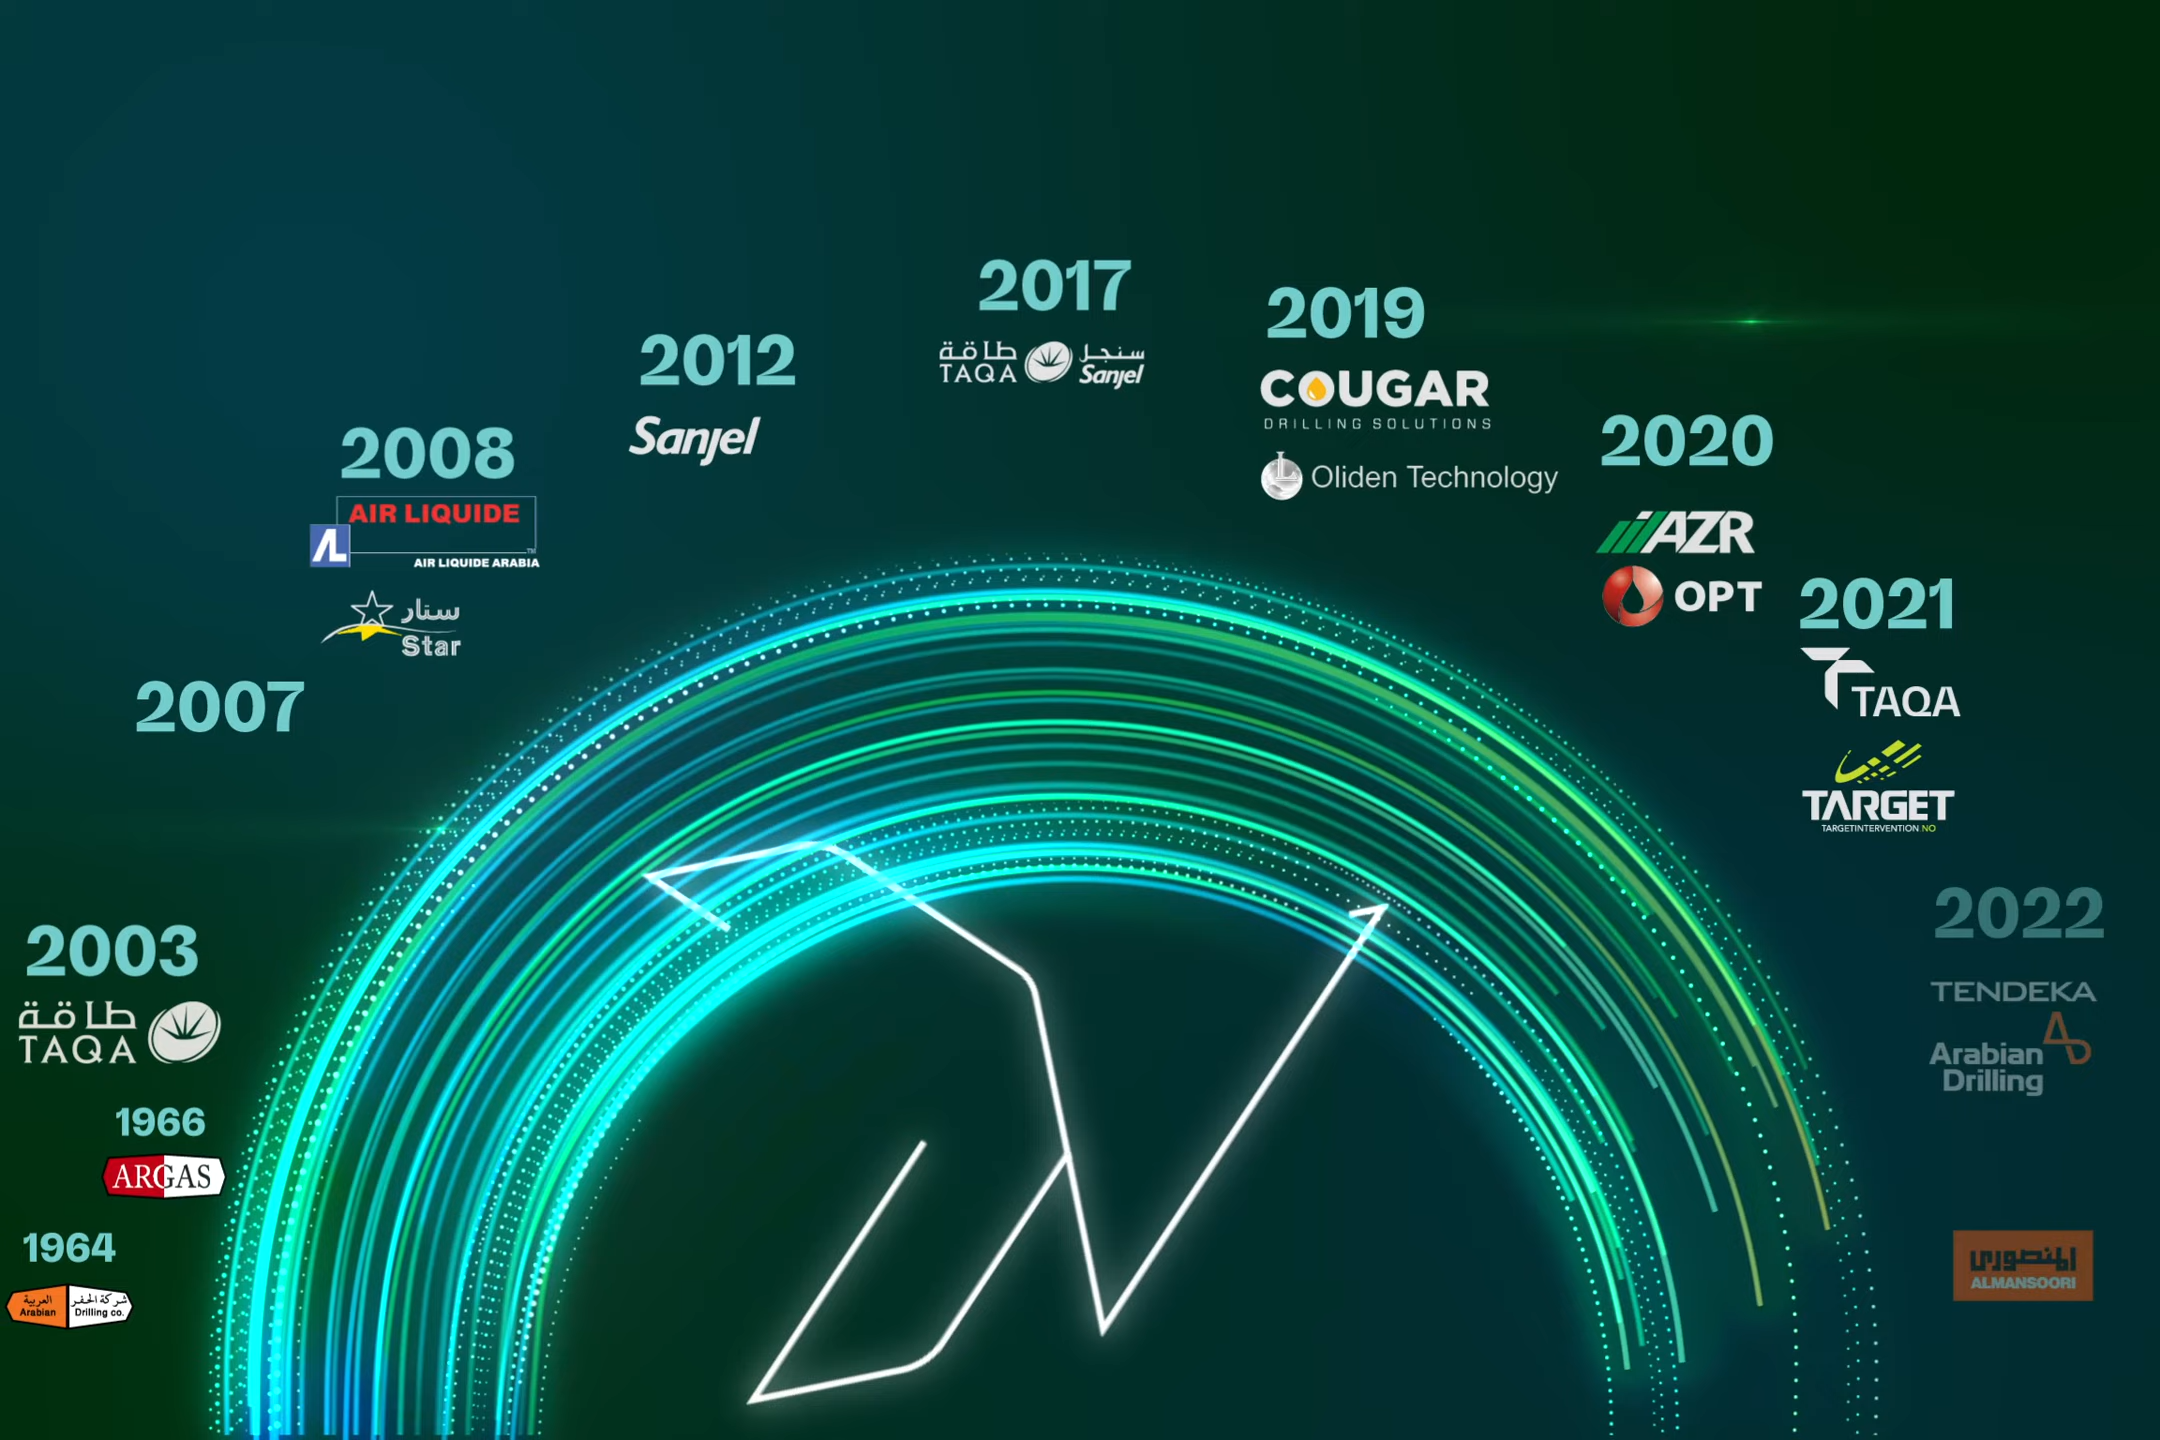 2017
طاقة
TAQA
سنجل
Sanjel
2019
COUGAR
DRILLING SOLUTIONS
Oliden Technology
2012
Sanjel
2020
AZR
OPT
2008
AIR LIQUIDE
AL
TM
AIR LIQUIDE ARABIA
ستار
Star
2021
TAQA
TARGET
TARGETINTERVENTION.NO
2007
2022
TENDEKA
Arabian
Drilling
2003
طاقة
TAQA
1966
ARGAS
1964
العربية
Arabian
شركة الحفر
Drilling co.
المنصوري
ALMANSOORI